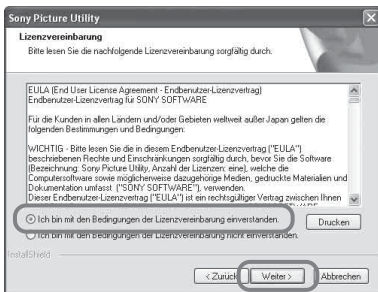 Sony Picture Utility
Lizenzvereinbarung
Bitte lesen Sie die nachfolgende Lizenzvereinbarung sorgfältig durch.
EULA (End User License Agreement - Endbenutzer-Lizenzvertrag)
Endbenutzer-Lizenzvertrag für SONY SOFTWARE
Für die Kunden in allen Ländern und/oder Gebieten weltweit außer Japan gelten die
folgenden Bestimmungen und Bedingungen:
WICHTIG - Bitte lesen Sie die in diesem Endbenutzer-Lizenzvertrag ("EULA")
beschriebenen Rechte und Einschränkungen sorgfältig durch, bevor Sie die Software
(Bezeichnung: Sony Picture Utility, Anzahl der Lizenzen: eine), welche die
Computersoftware sowie möglicherweise dazugehörige Medien, gedruckte Materialien und
Dokumentation umfasst ("SONY SOFTWARE"), verwenden.
Dieser Endbenutzer-Lizenzvertrag ("EULA") ist ein rechtsgültiger Vertrag zwischen Ihnen
Ich bin mit den Bedingungen der Lizenzvereinbarung einverstanden.
Drucken
Ich bin mit den Bedingungen der Lizenzvereinbarung nicht einverstanden.
InstallShield
< Zurück
Weiter >
Abbrechen